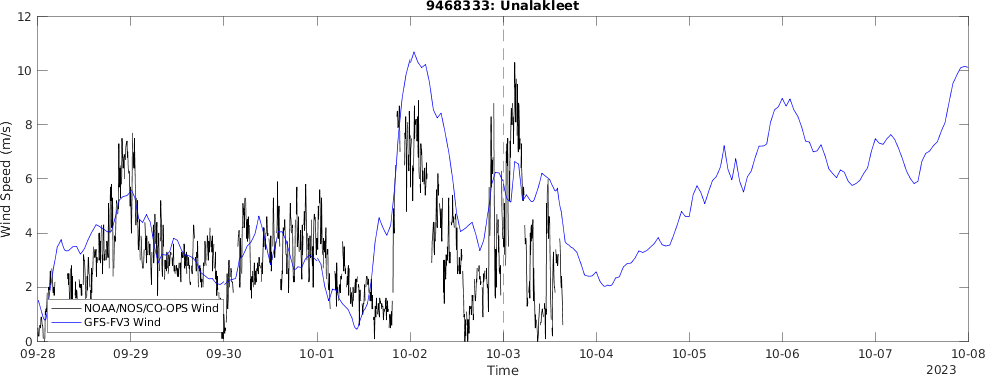 9468333: Unalakleet
12
10
8
6
4
2
0
Wind Speed (m/s)
NOAA/NOS/CO-OPS Wind
GFS-FV3 Wind
09-28 09-29 09-30 10-01 10-02 10-03 10-04 10-05 10-06 10-07 10-08
Time
2023